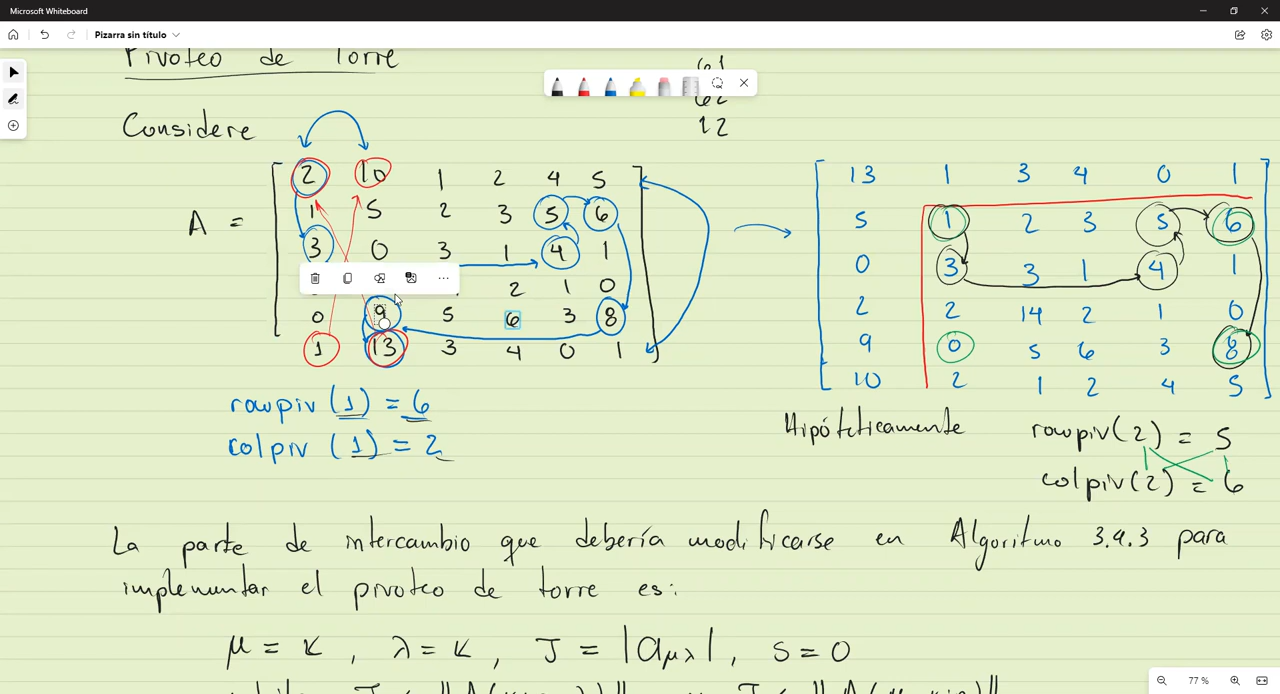 Microsoft Whiteboard
Pizarra sin título
Pivoteo de Torre
61
62
12
Considere
A =
2 10 1 2 4 5
1 5 2 3 5 6
3 0 3 1 4 1
2 1 0
0 9 5 6 3 8
1 13 3 4 0 1
13 1 3 4 0 1
5 1 2 3 5 6
0 3 3 1 4 1
2 2 14 2 1 0
9 0 5 6 3 8
10 2 1 2 4 5
rowpiv (1) = 6
colpiv (1) = 2
Hipóteticamente
rowpiv(2) = 5
colpiv(2) = 6
La parte de intercambio que debería modificarse en Algoritmo 3.4.3 para
implementar el pivoteo de torre es:
μ = K , λ = K , J = |aμλ| , S = 0
77 %